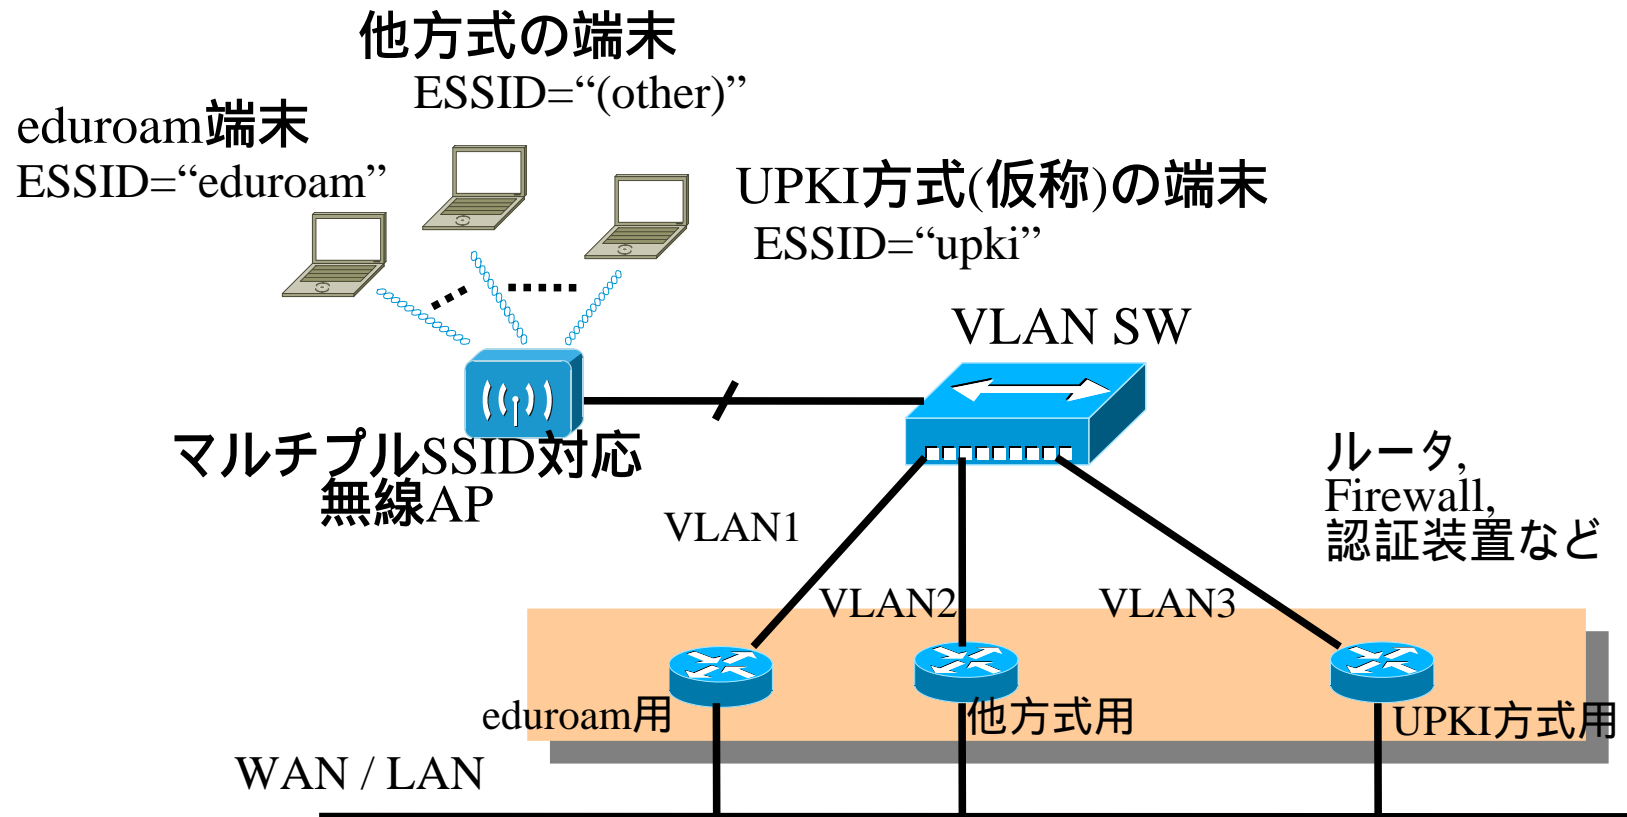 他方式の端末
ESSID=“(other)”
eduroam端末
ESSID=“eduroam”
UPKI方式(仮称)の端末
ESSID=“upki”
VLAN SW
マルチプルSSID対応
無線AP
ルータ,
Firewall,
認証装置など
VLAN1
VLAN2
VLAN3
eduroam用
他方式用
UPKI方式用
WAN / LAN